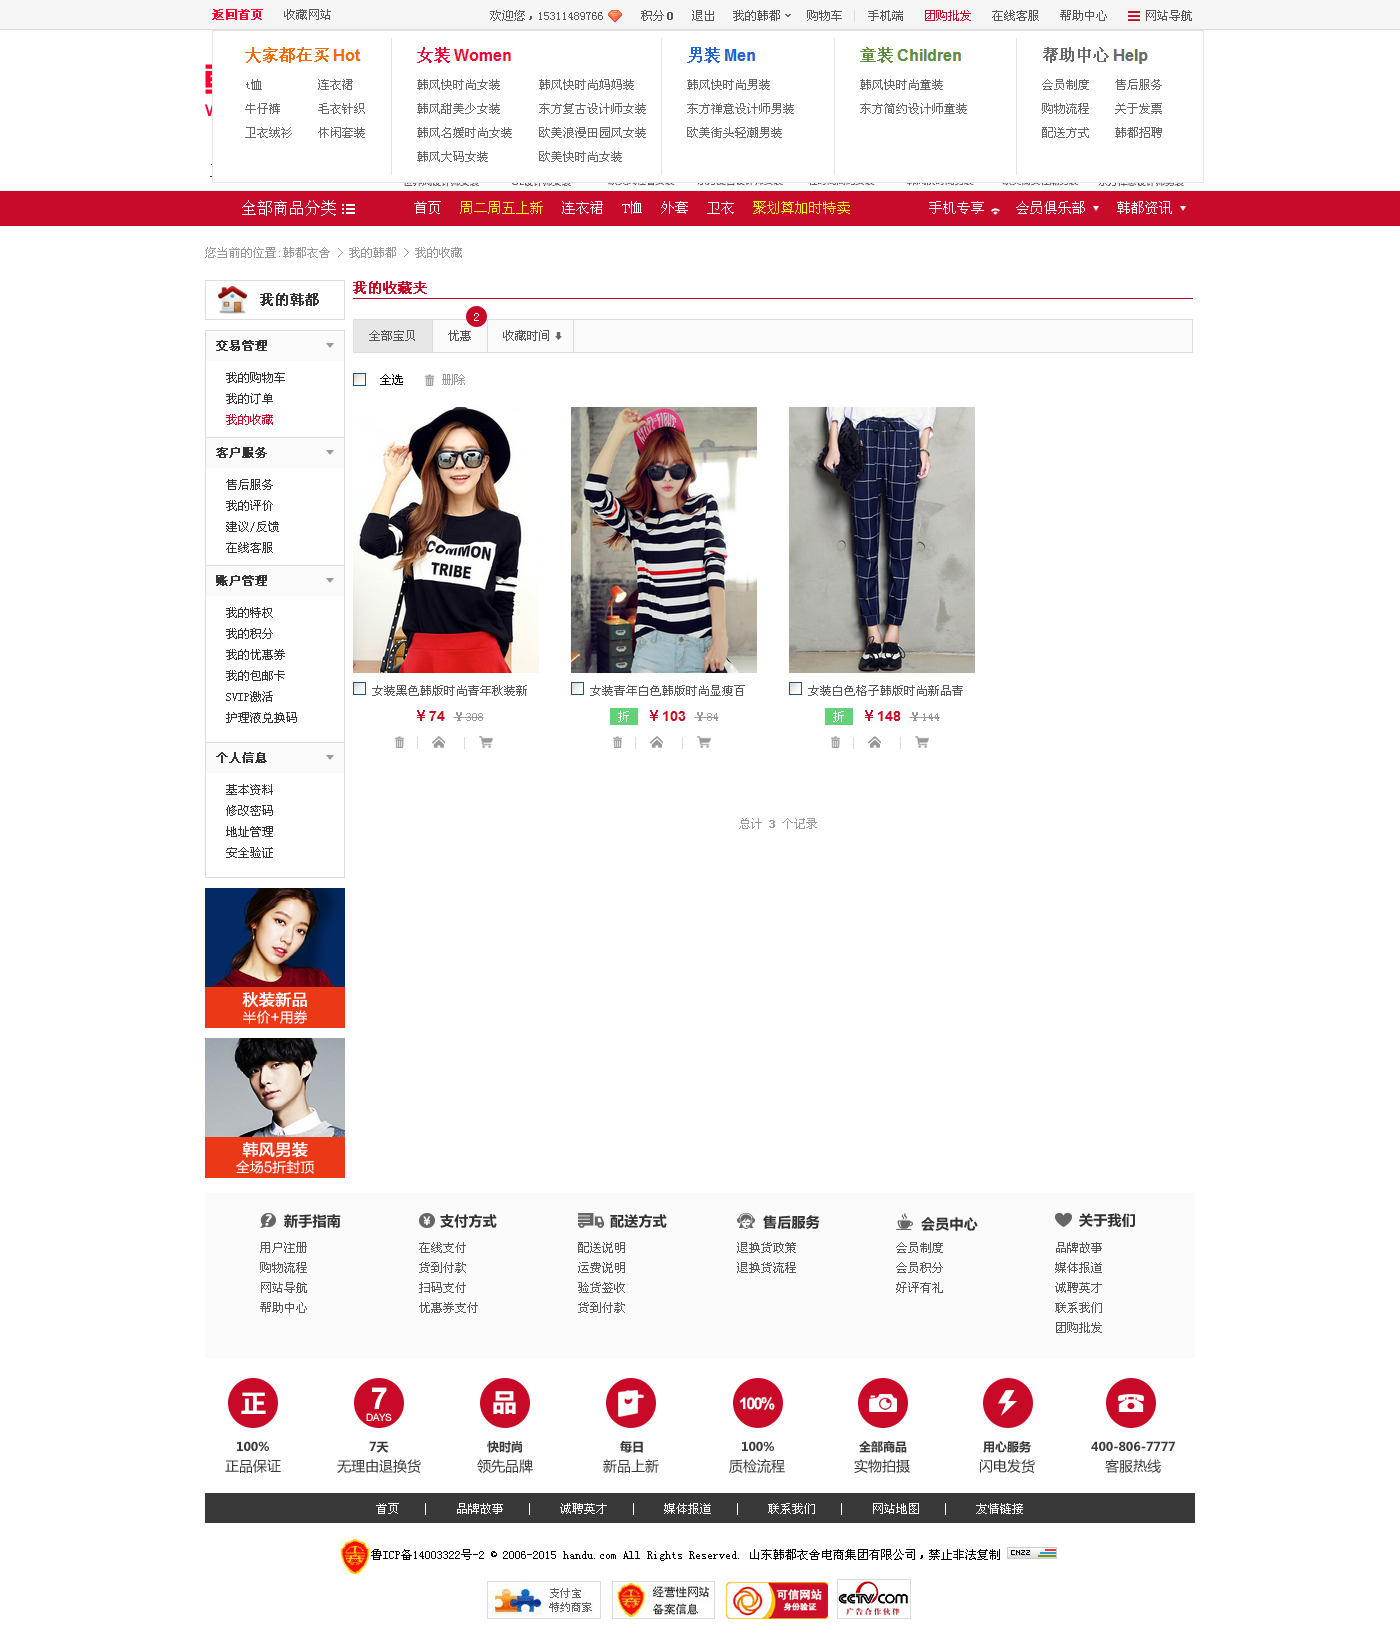 返回首页 收藏网站 欢迎您，15311489766 积分0 退出 我的韩都 购物车 手机端 团购批发 在线客服 帮助中心 网站导航
大家都在买 Hot 女装 Women 男装 Men 童装 Children 帮助中心 Help
t恤 连衣裙 韩风快时尚女装 韩风快时尚妈妈装 韩风快时尚男装 韩风快时尚童装 会员制度 售后服务
牛仔裤 毛衣针织 韩风甜美少女装 东方复古设计师女装 东方禅意设计师男装 东方简约设计师童装 购物流程 关于发票
卫衣绒衫 休闲套装 韩风名媛时尚女装 欧美浪漫田园风女装 欧美街头轻潮男装 配送方式 韩都招聘
韩风大码女装 欧美快时尚女装
全部商品分类 首页 周二周五上新 连衣裙 T恤 外套 卫衣 聚划算加时特卖 手机专享 会员俱乐部 韩都资讯
您当前的位置:韩都衣舍 > 我的韩都 > 我的收藏
我的韩都
交易管理
我的购物车
我的订单
我的收藏
客户服务
售后服务
我的评价
建议/反馈
在线客服
账户管理
我的特权
我的积分
我的优惠券
我的包邮卡
SVIP激活
护理液兑换码
个人信息
基本资料
修改密码
地址管理
安全验证
秋装新品
半价+用券
韩风男装
全场5折封顶
我的收藏夹
全部宝贝 优惠 2 收藏时间
全选 删除
COMMON
TRIBE
女装黑色韩版时尚青年秋装新 女装青年白色韩版时尚显瘦百 女装白色格子韩版时尚新品青
￥74 ￥308 折 ￥103 ￥84 折 ￥148 ￥144
总计 3 个记录
新手指南 支付方式 配送方式 售后服务 会员中心 关于我们
用户注册 在线支付 配送说明 退换货政策 会员制度 品牌故事
购物流程 货到付款 运费说明 退换货流程 会员积分 媒体报道
网站导航 扫码支付 验货签收 好评有礼 诚聘英才
帮助中心 优惠券支付 货到付款 联系我们
团购批发
正 7 DAYS 品 100%
100% 7天 快时尚 每日 100% 全部商品 用心服务 400-806-7777
正品保证 无理由退换货 领先品牌 新品上新 质检流程 实物拍摄 闪电发货 客服热线
首页 | 品牌故事 | 诚聘英才 | 媒体报道 | 联系我们 | 网站地图 | 友情链接
鲁ICP备14003322号-2 © 2006-2015 handu.com All Rights Reserved. 山东韩都衣舍电商集团有限公司，禁止非法复制 CNZZ
支付宝 经营性网站 可信网站 CCTV.com
特约商家 备案信息 身份验证 广告合作伙伴